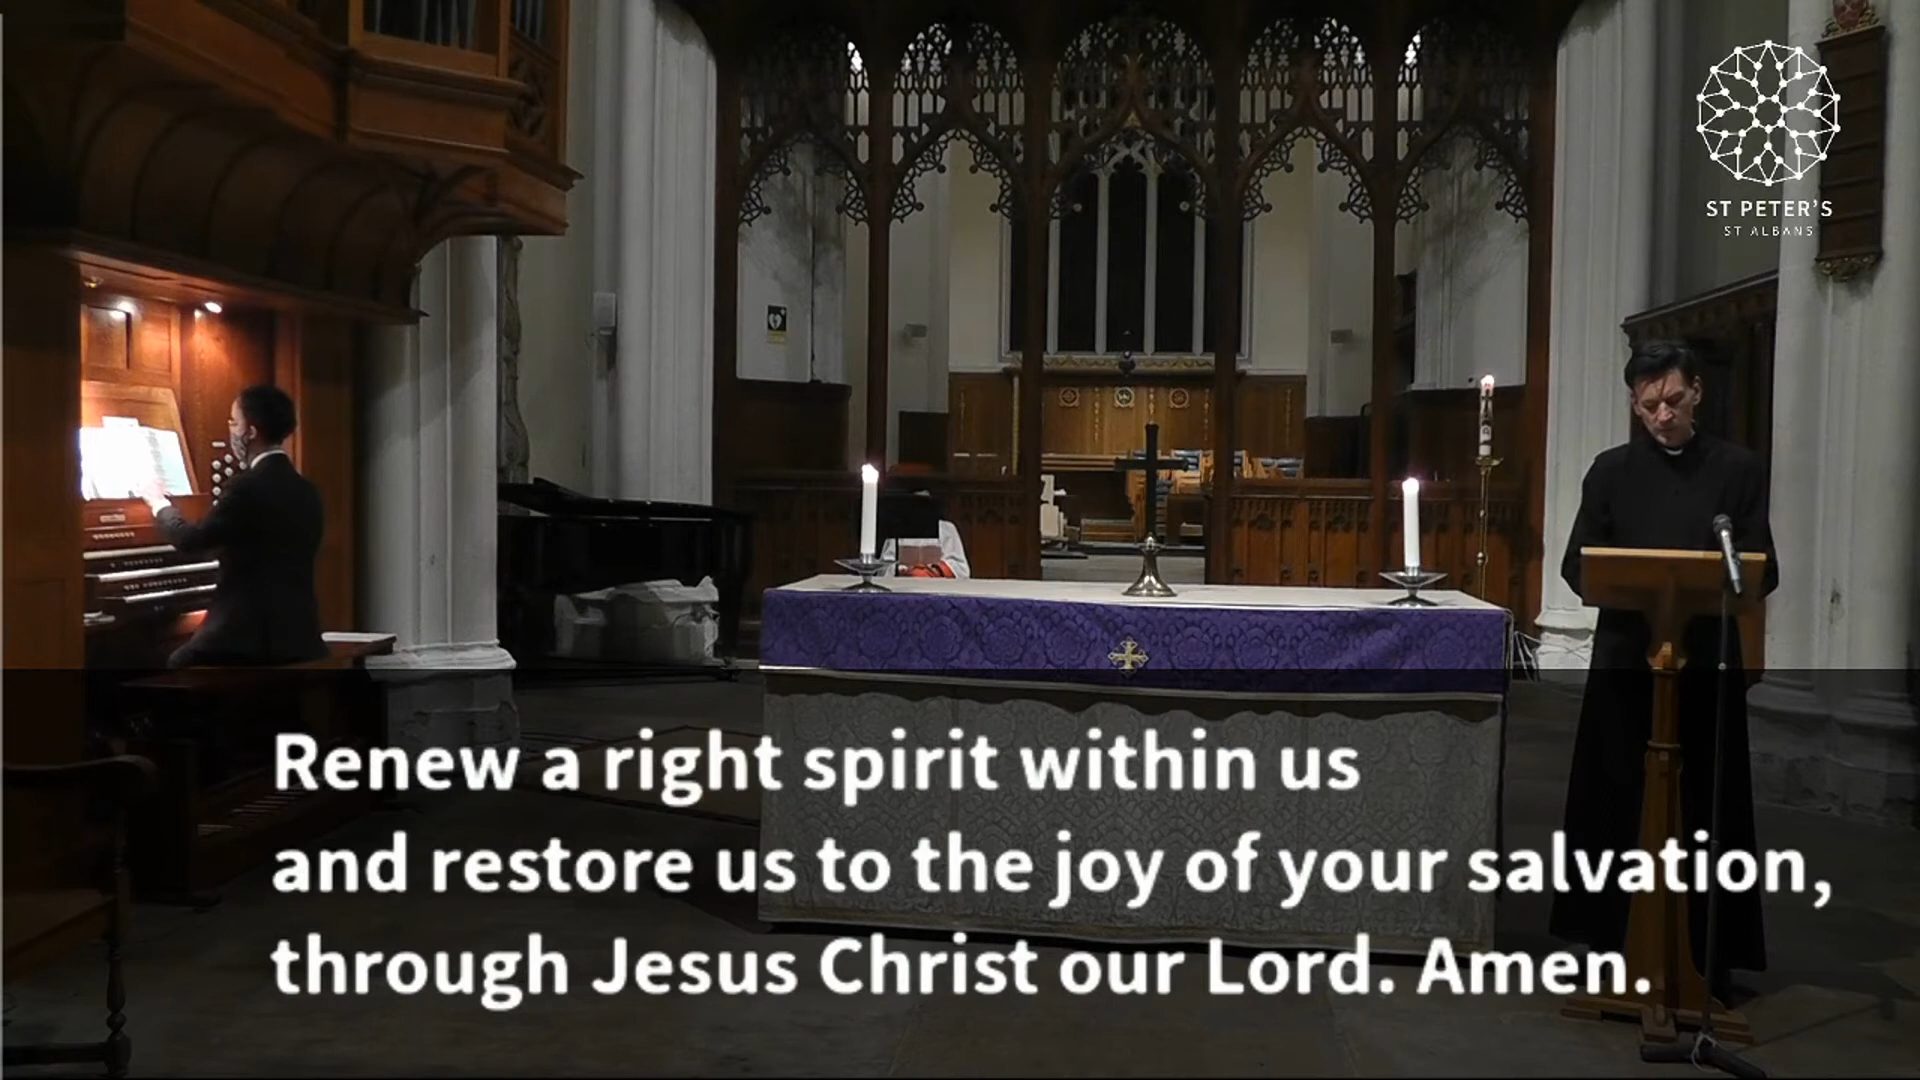 ST PETER'S
ST ALBANS
Renew a right spirit within us
and restore us to the joy of your salvation,
through Jesus Christ our Lord. Amen.